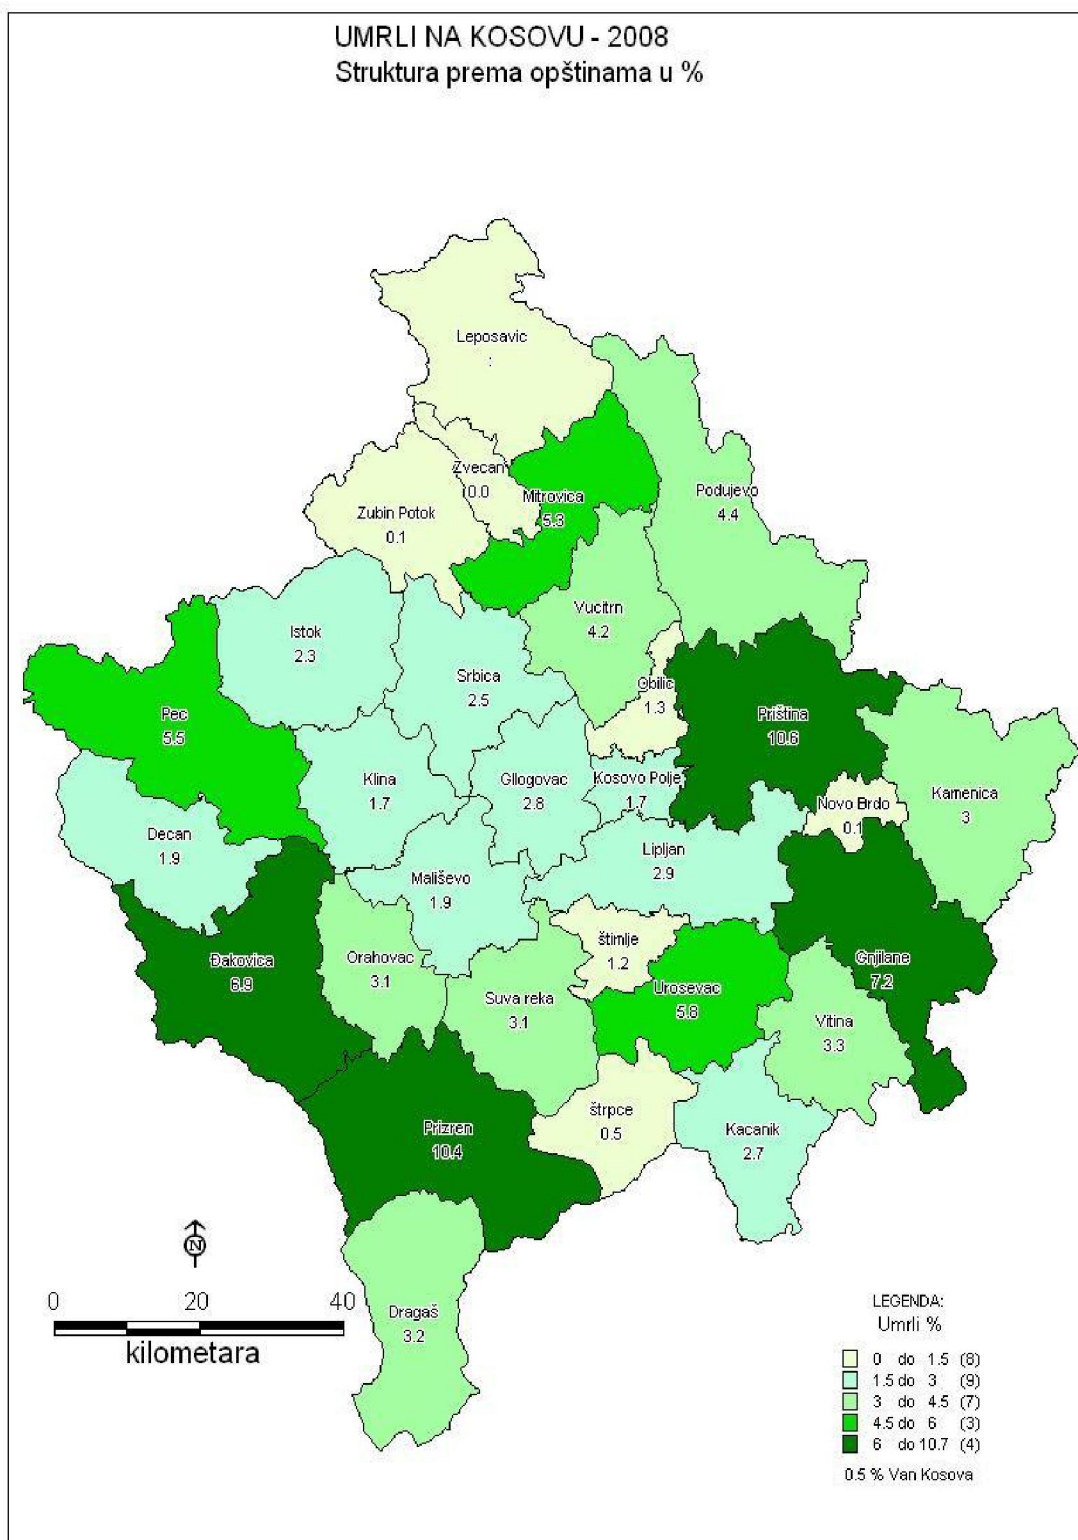 UMRLI NA KOSOVU - 2008
Struktura prema opštinama u %
Leposavic
:
Zvecan
0.0
Mitrovica
5.3
Podujevo
4.4
Zubin Potok
0.1
Vucitrn
4.2
Istok
2.3
Srbica
2.5
Obilic
1.3
Pec
5.5
Priština
10.6
Klina
1.7
Gllogovac
2.8
Kosovo Polje
1.7
Novo Brdo
0.1
Kamenica
3
Decan
1.9
Mališevo
1.9
Lipljan
2.9
Đakovica
6.9
Orahovac
3.1
štimlje
1.2
Gnjilane
7.2
Suva reka
3.1
Urosevac
5.8
Vitina
3.3
Prizren
10.4
štrpce
0.5
Kacanik
2.7
Dragaš
3.2
N
0 20 40
kilometara
LEGENDA:
Umrli %
0 do 1.5 (8)
1.5 do 3 (9)
3 do 4.5 (7)
4.5 do 6 (3)
6 do 10.7 (4)
0.5 % Van Kosova